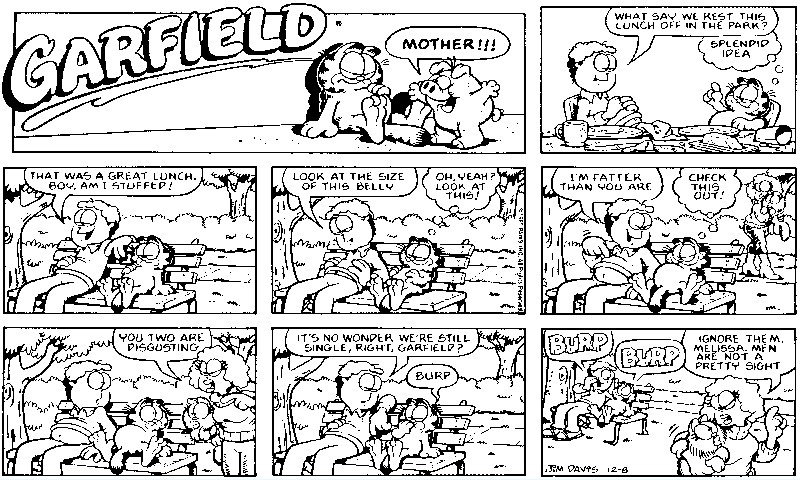 GARFIELD
MOTHER!!!
WHAT SAY WE REST THIS
LUNCH OFF IN THE PARK?
SPLENDID
IDEA
THAT WAS A GREAT LUNCH.
BOY, AM I STUFFED!
LOOK AT THE SIZE
OF THIS BELLY
OH, YEAH?
LOOK AT
THIS!
I'M FATTER
THAN YOU ARE
CHECK
THIS
OUT!
YOU TWO ARE
DISGUSTING
IT'S NO WONDER WE'RE STILL
SINGLE, RIGHT, GARFIELD?
BURP
BURP
BURP
IGNORE THEM,
MELISSA. MEN
ARE NOT A
PRETTY SIGHT
JIM DAVIS 12-8